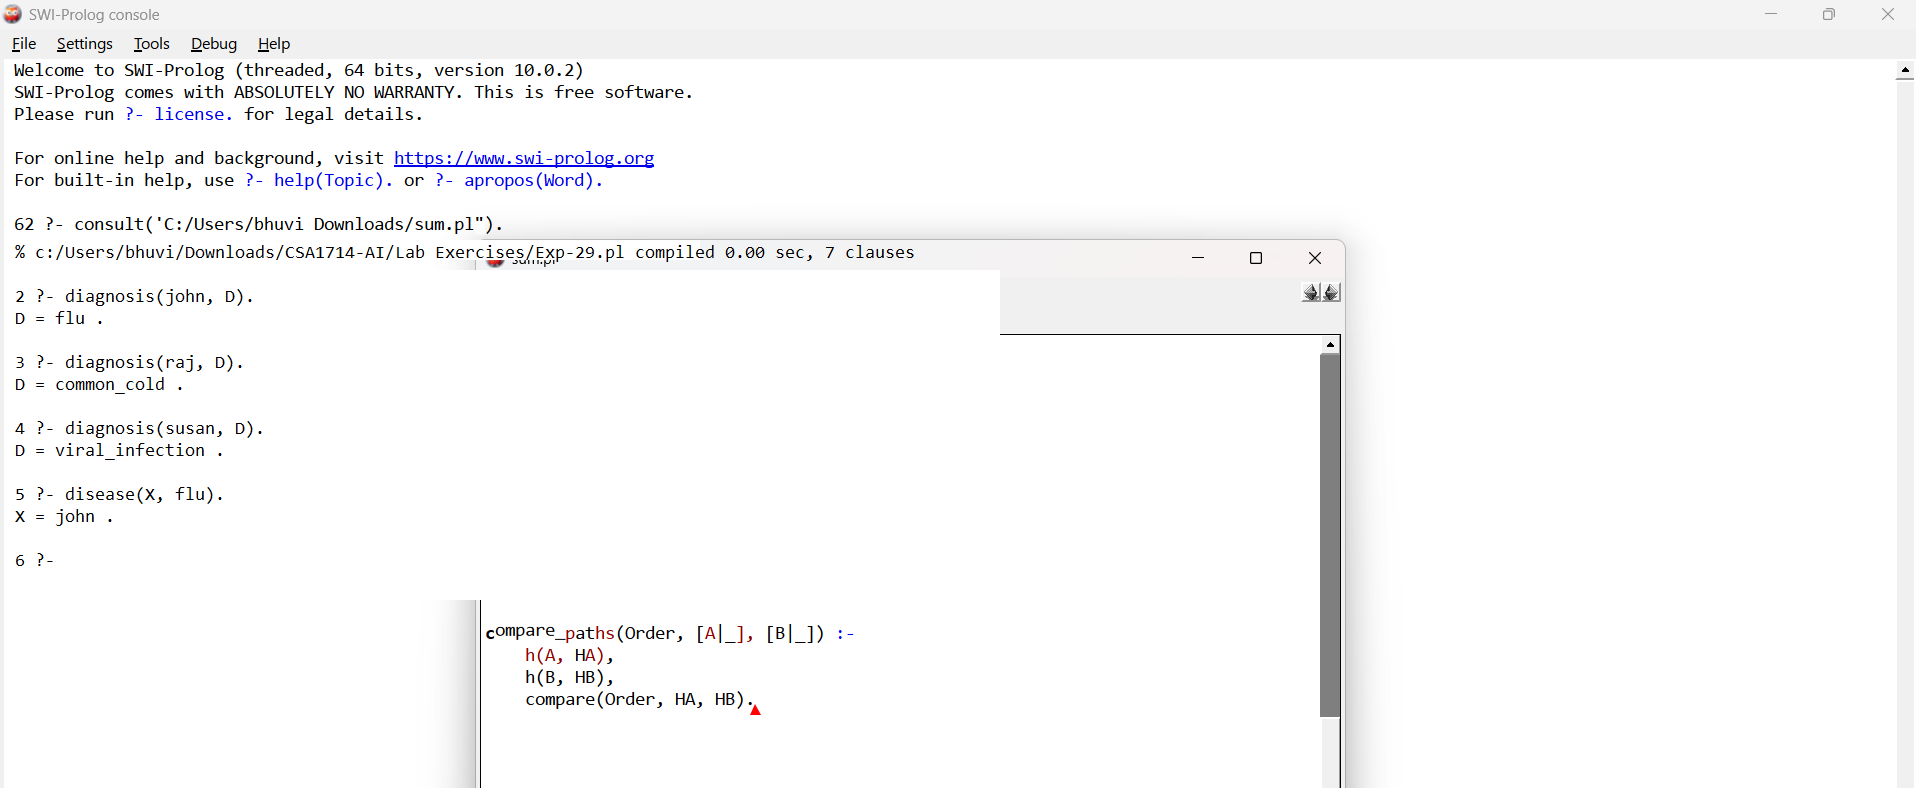 SWI-Prolog console
File Settings Tools Debug Help
Welcome to SWI-Prolog (threaded, 64 bits, version 10.0.2)
SWI-Prolog comes with ABSOLUTELY NO WARRANTY. This is free software.
Please run ?- license. for legal details.
For online help and background, visit https://www.swi-prolog.org
For built-in help, use ?- help(Topic). or ?- apropos(Word).
62 ?- consult('C:/Users/bhuvi Downloads/sum.pl").
% c:/Users/bhuvi/Downloads/CSA1714-AI/Lab Exercises/Exp-29.pl compiled 0.00 sec, 7 clauses
2 ?- diagnosis(john, D).
D = flu .
3 ?- diagnosis(raj, D).
D = common_cold .
4 ?- diagnosis(susan, D).
D = viral_infection .
5 ?- disease(X, flu).
X = john .
6 ?-
compare_paths(Order, [A|_], [B|_]) :-
h(A, HA),
h(B, HB),
compare(Order, HA, HB).